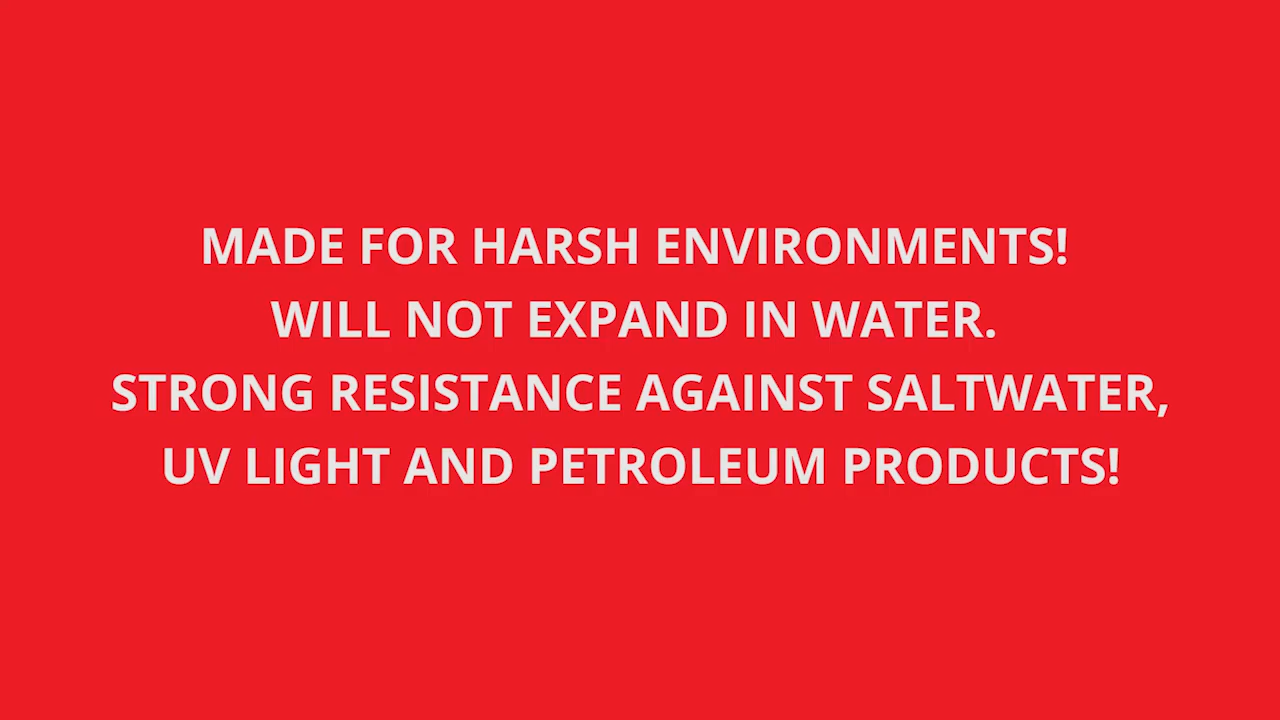 MADE FOR HARSH ENVIRONMENTS!
WILL NOT EXPAND IN WATER.
STRONG RESISTANCE AGAINST SALTWATER,
UV LIGHT AND PETROLEUM PRODUCTS!